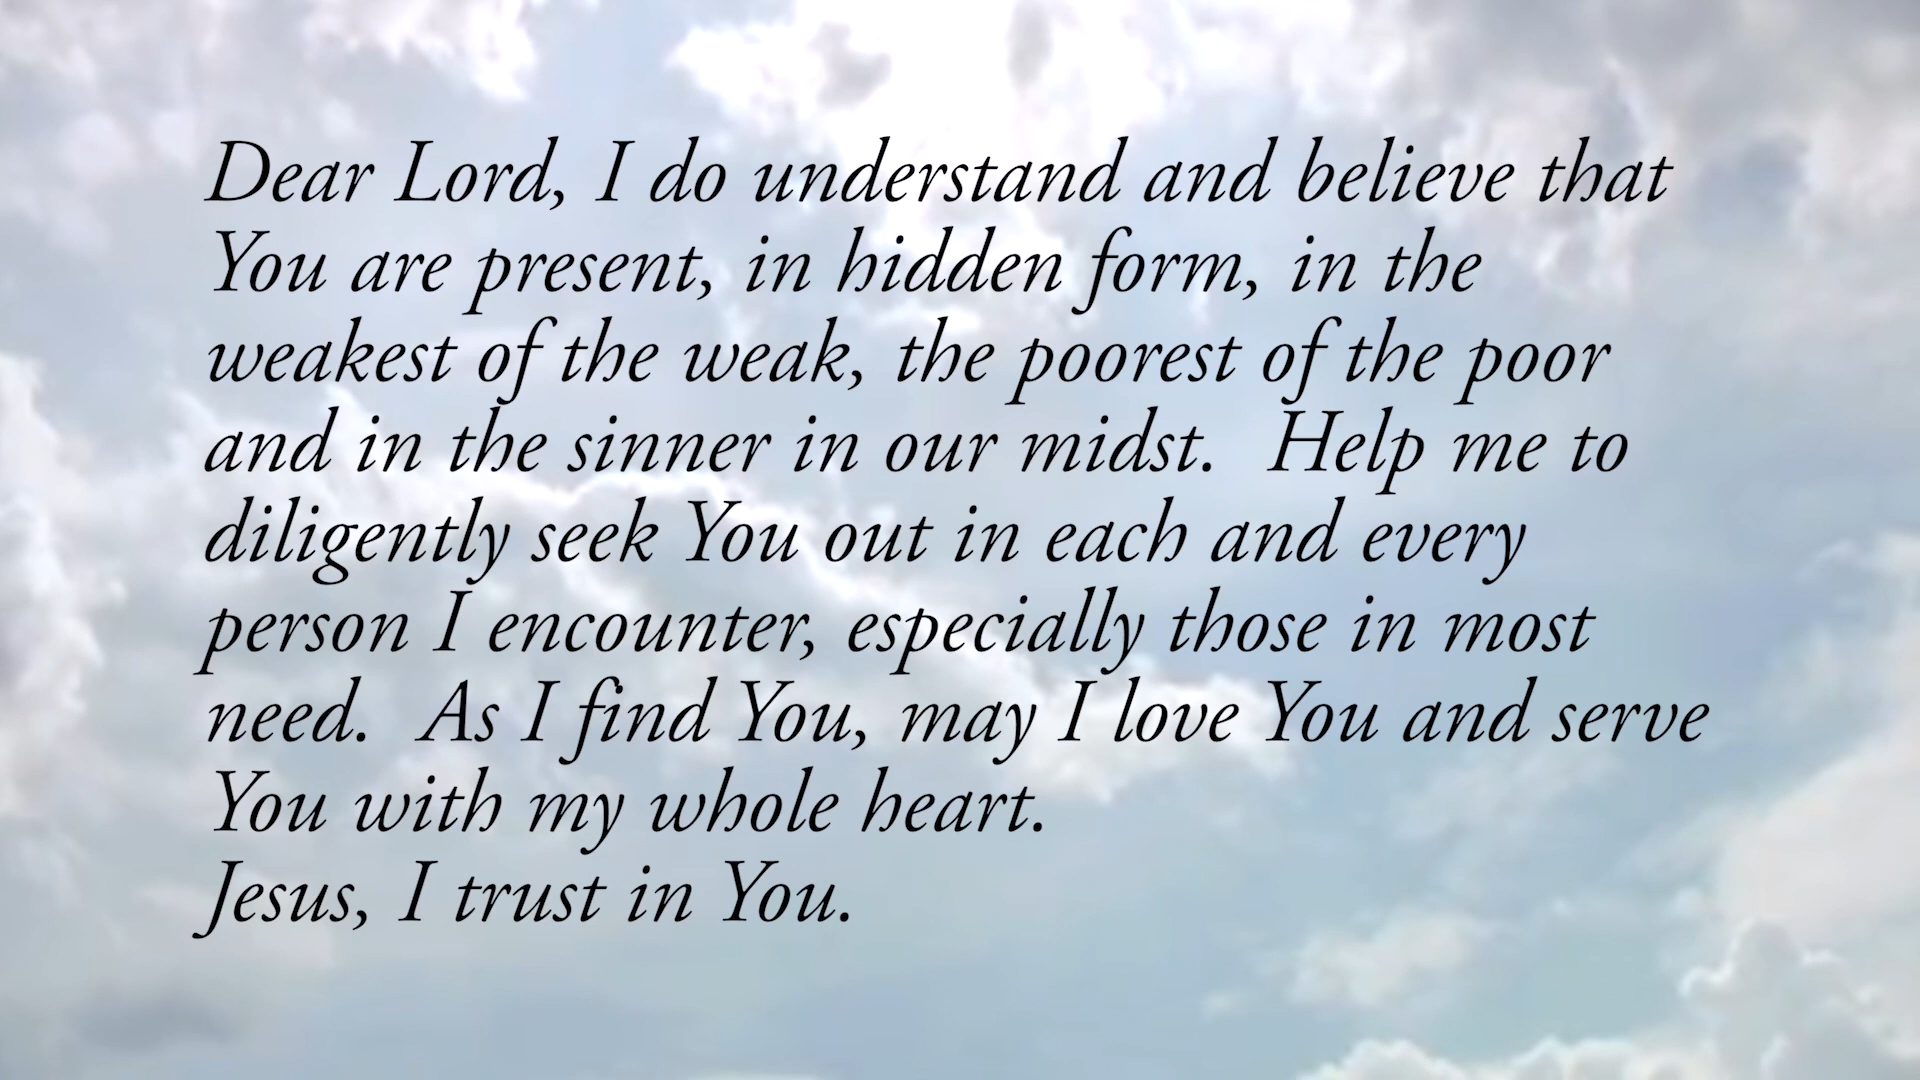 Dear Lord, I do understand and believe that
You are present, in hidden form, in the
weakest of the weak, the poorest of the poor
and in the sinner in our midst.  Help me to
diligently seek You out in each and every
person I encounter, especially those in most
need.  As I find You, may I love You and serve
You with my whole heart.
Jesus, I trust in You.